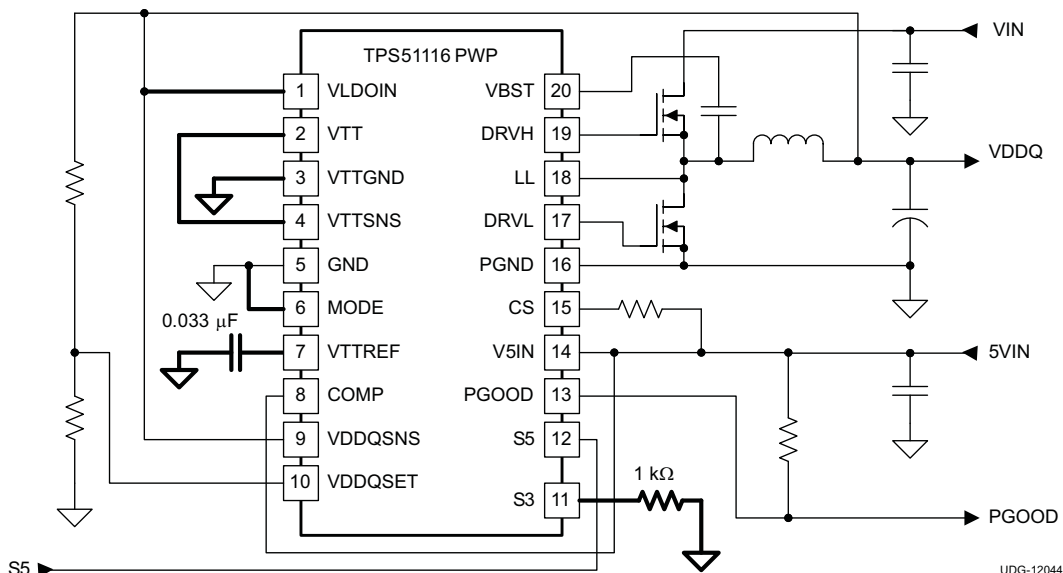 VIN
TPS51116 PWP
1 VLDOIN VBST 20
2 VTT DRVH 19
VDDQ
3 VTTGND LL 18
4 VTTSNS DRVL 17
5 GND PGND 16
6 MODE CS 15
0.033 µF
7 VTTREF V5IN 14 5VIN
8 COMP PGOOD 13
9 VDDQSNS S5 12
10 VDDQSET
1 kΩ
S3 11
PGOOD
S5
UDG-12044